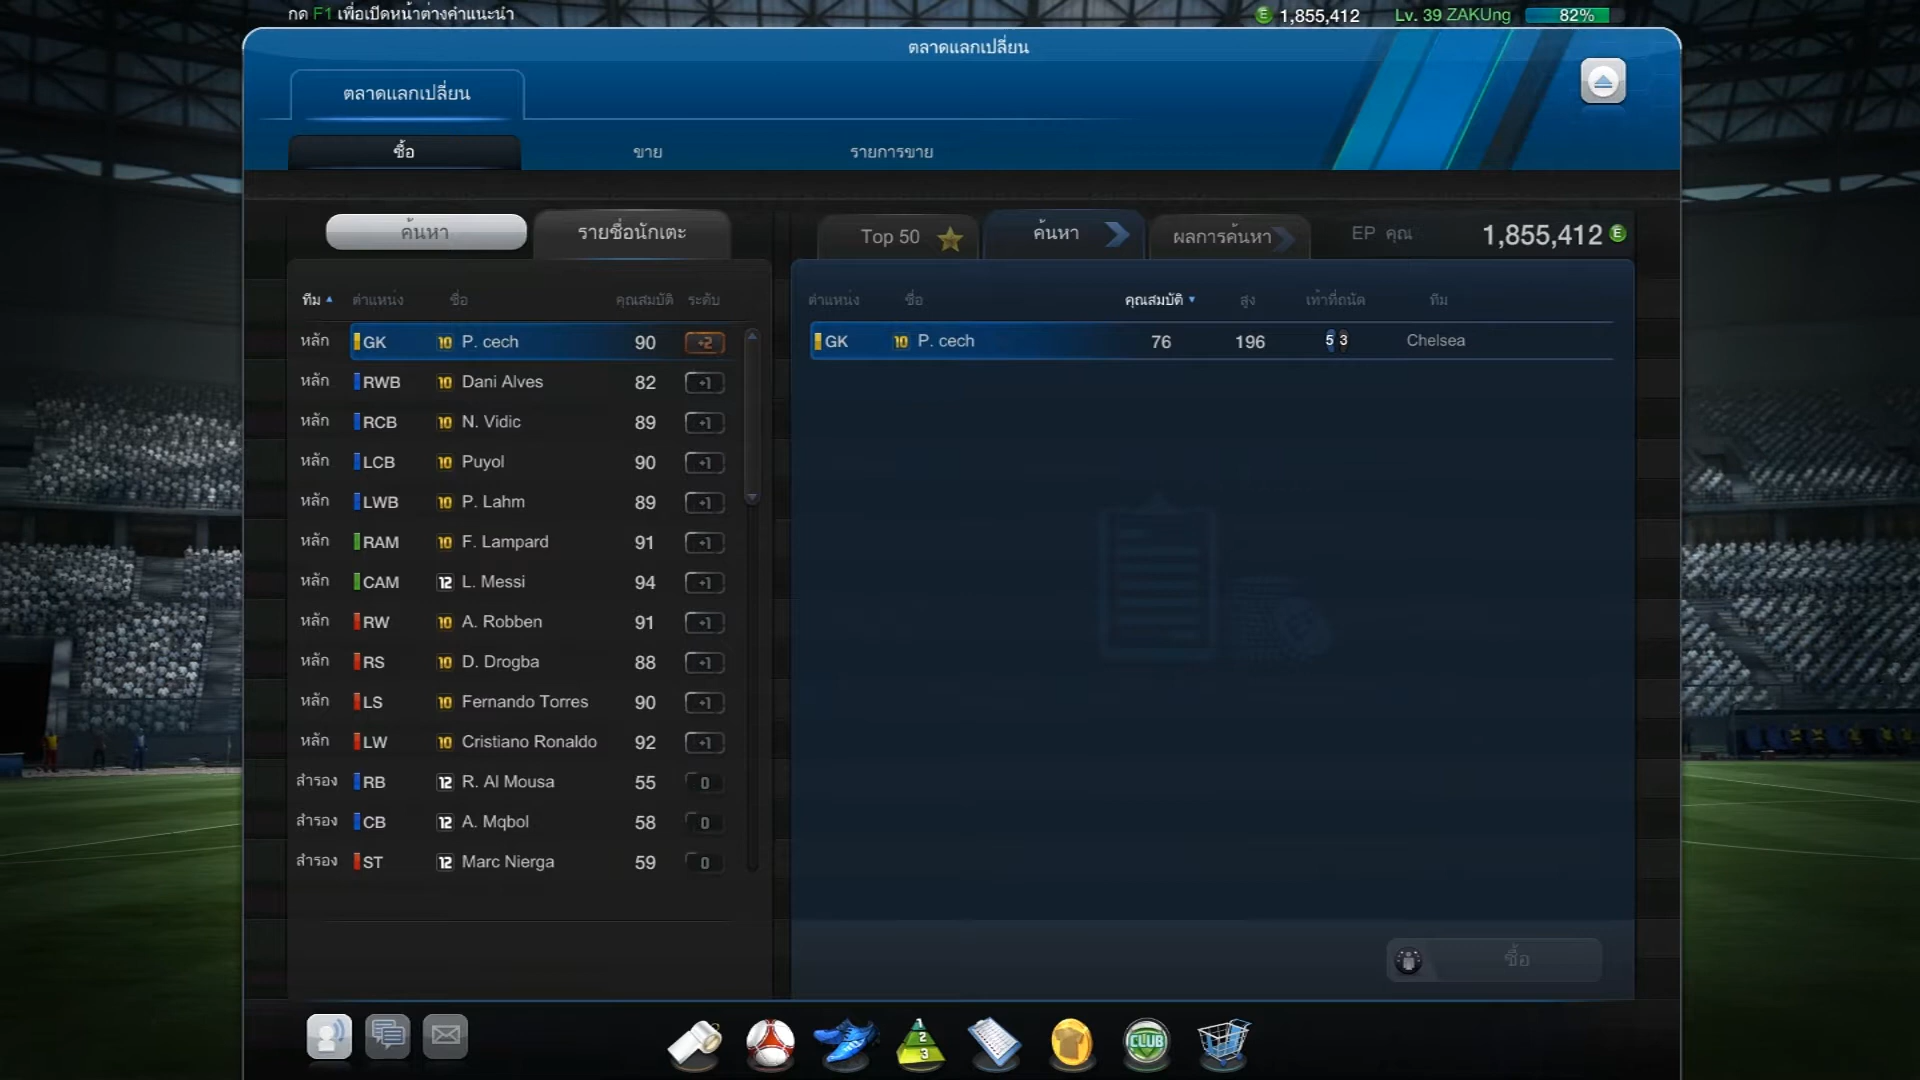 กด F1 เพื่อเปิดหน้าต่างคำแนะนำ
1,855,412 Lv. 39 ZAKUng 82%
ตลาดแลกเปลี่ยน
ตลาดแลกเปลี่ยน
ซื้อ ขาย รายการขาย
ค้นหา รายชื่อนักเตะ
Top 50 ค้นหา ผลการค้นหา EP คุณ 1,855,412
ทีม ตำแหน่ง ชื่อ คุณสมบัติ ระดับ
หลัก GK 10 P. cech 90 +2
หลัก RWB 10 Dani Alves 82 +1
หลัก RCB 10 N. Vidic 89 +1
หลัก LCB 10 Puyol 90 +1
หลัก LWB 10 P. Lahm 89 +1
หลัก RAM 10 F. Lampard 91 +1
หลัก CAM 12 L. Messi 94 +1
หลัก RW 10 A. Robben 91 +1
หลัก RS 10 D. Drogba 88 +1
หลัก LS 10 Fernando Torres 90 +1
หลัก LW 10 Cristiano Ronaldo 92 +1
สำรอง RB 12 R. Al Mousa 55 0
สำรอง CB 12 A. Mqbol 58 0
สำรอง ST 12 Marc Nierga 59 0
ตำแหน่ง ชื่อ คุณสมบัติ สูง เท้าที่ถนัด ทีม
GK 10 P. cech 76 196 5 3 Chelsea
ซื้อ
1
2
3
CLUB